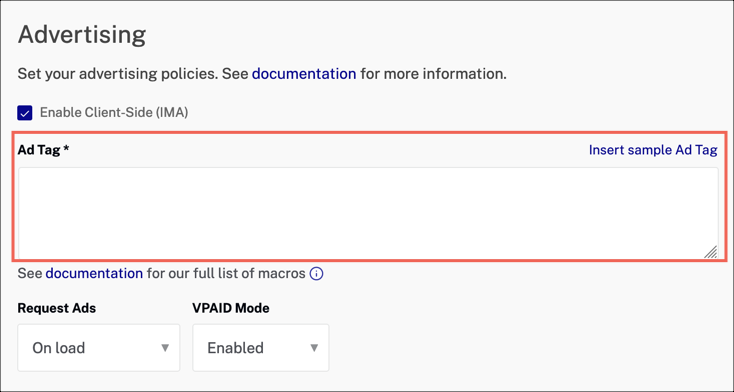 Advertising
Set your advertising policies. See documentation for more information.
Enable Client-Side (IMA)
Ad Tag * Insert sample Ad Tag
See documentation for our full list of macros
Request Ads VPAID Mode
On load Enabled